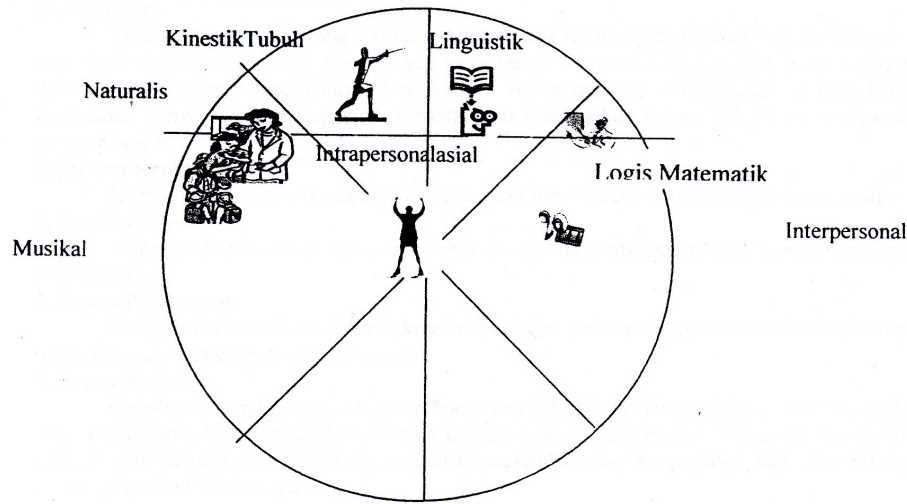 KinestikTubuh
Linguistik
Naturalis
Intrapersonalasial
Logis Matematik
Musikal
Interpersonal